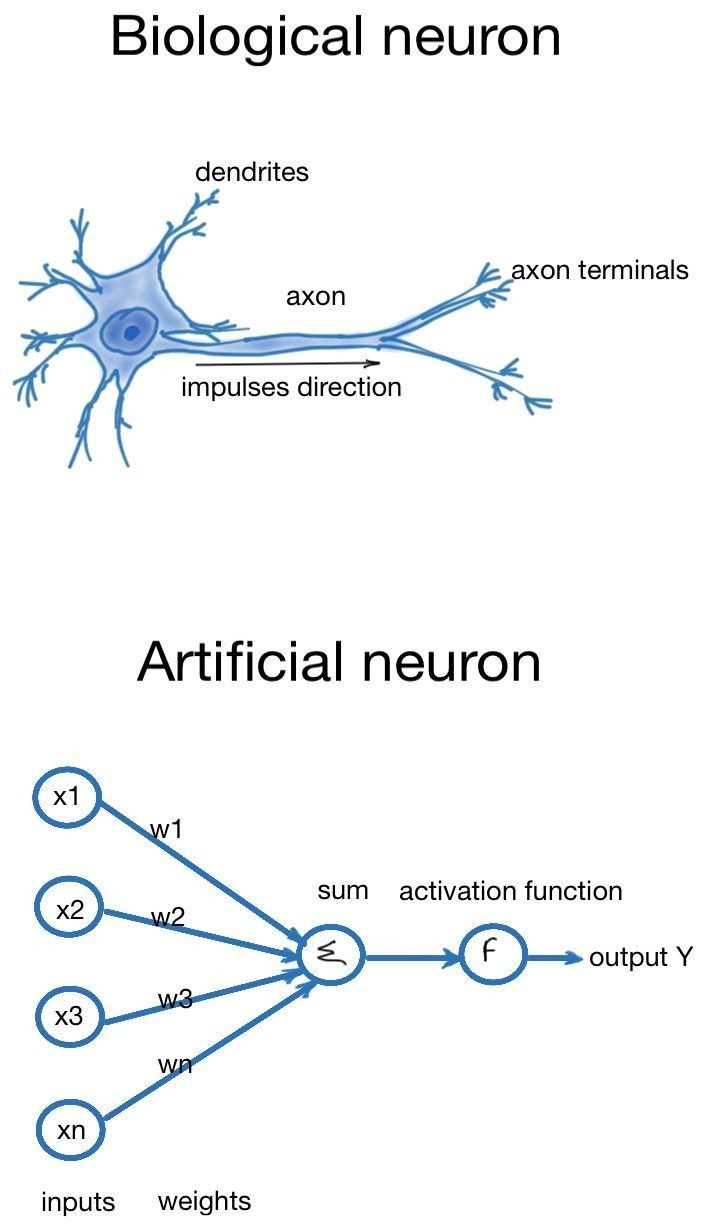 Biological neuron
dendrites
axon terminals
axon
impulses direction
Artificial neuron
x1
w1
sum activation function
x2
w2
Σ
F
output Y
w3
x3
wn
xn
inputs weights